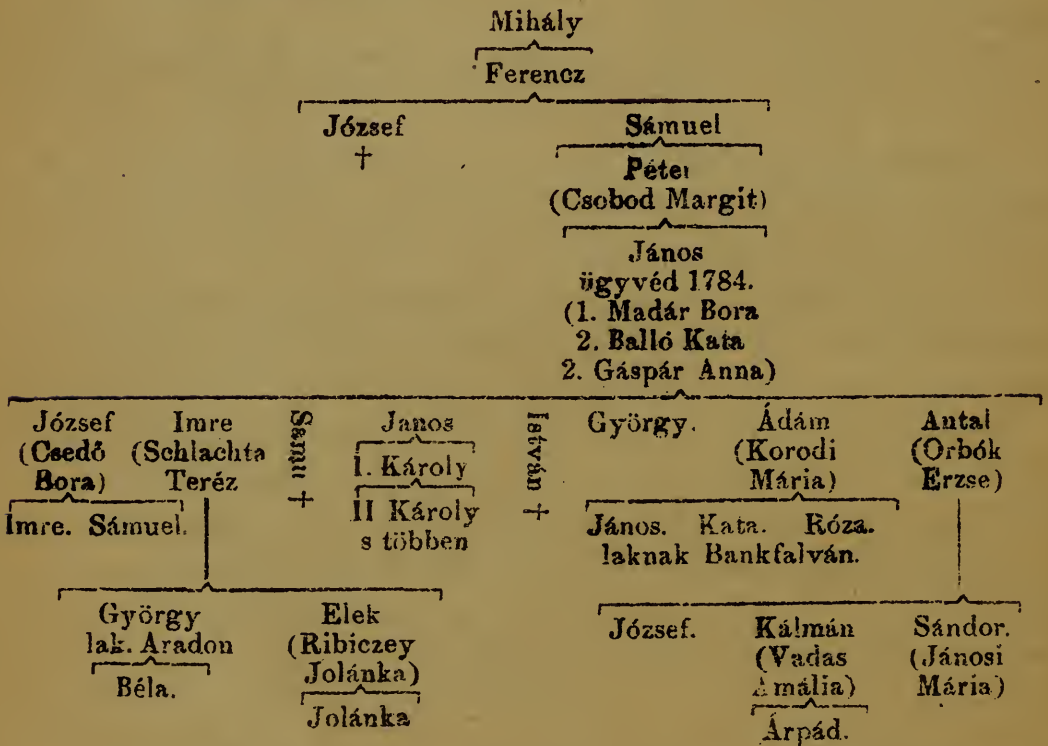 Mihály
Ferencz
József Sámuel
† Péter
(Csobod Margit)
János
ügyvéd 1784.
(1. Madár Bora
2. Balló Kata
2. Gáspár Anna)
József Imre Samu † Janos István † György. Ádám Antal
(Csedő (Schlachta I. Károly (Korodi (Orbók
Bora) Teréz II Károly Mária) Erzse)
Imre. Sámuel. s többen János. Kata. Róza.
laknak Bankfalván.
György Elek József. Kálmán Sándor.
lak. Aradon (Ribiczey (Vadas (Jánosi
Béla. Jolánka) Amália) Mária)
Jolánka Árpád.